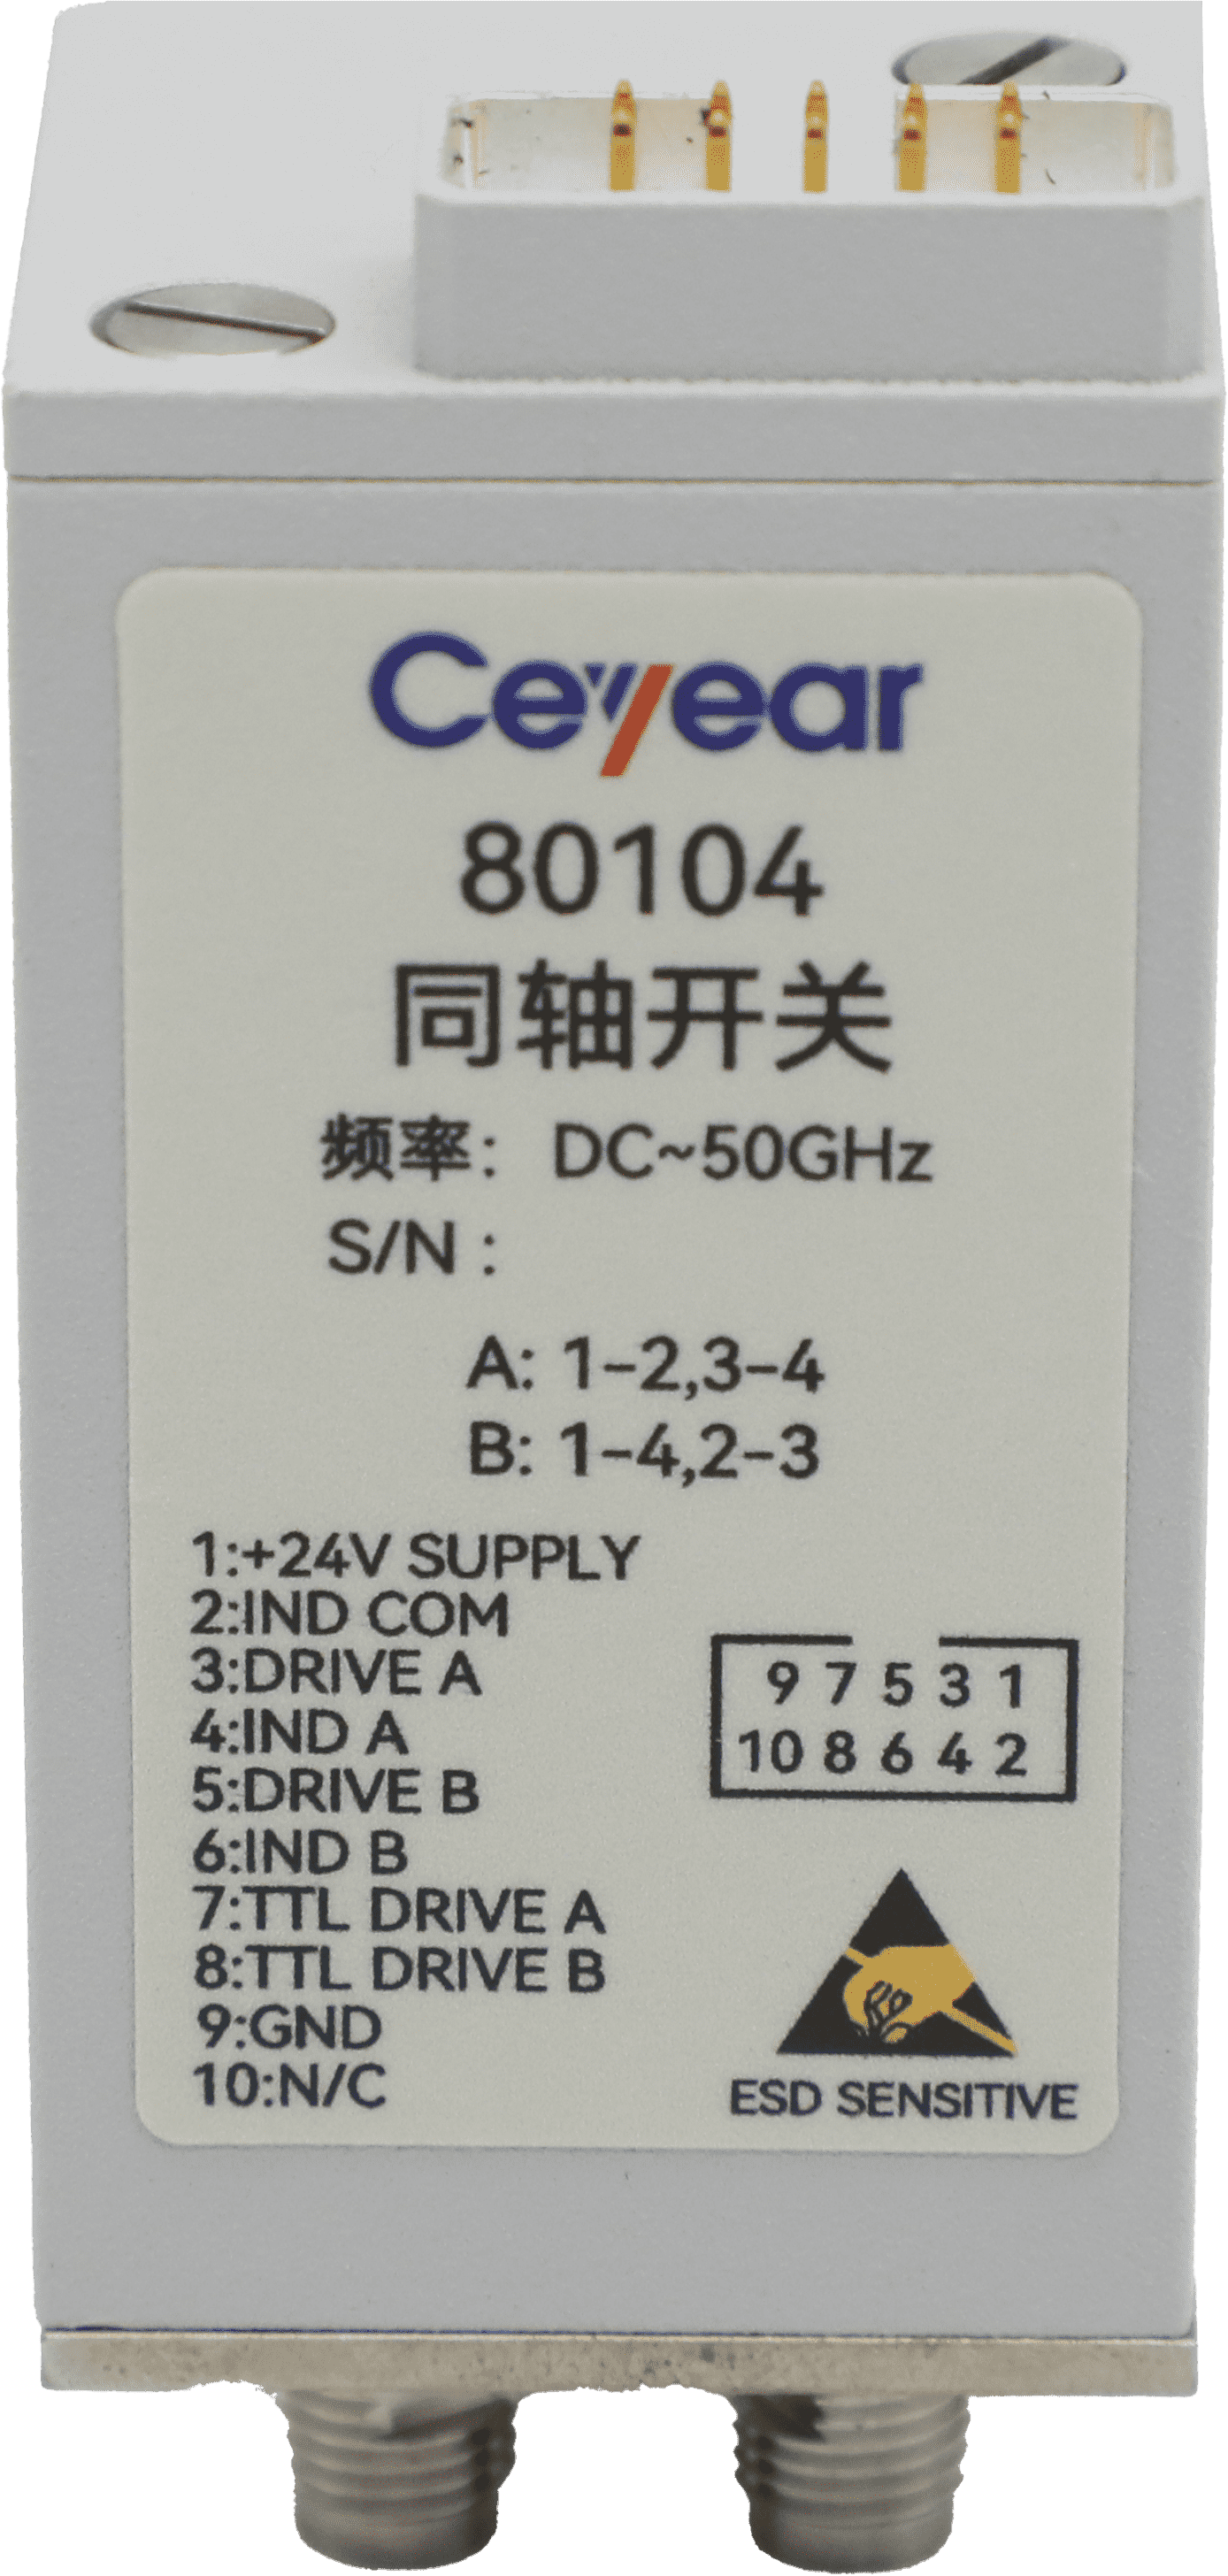 Ceyear
80104
同轴开关
频率: DC~50GHz
S/N :
A: 1-2,3-4
B: 1-4,2-3
1:+24V SUPPLY
2:IND COM
3:DRIVE A
4:IND A
5:DRIVE B
6:IND B
7:TTL DRIVE A
8:TTL DRIVE B
9:GND
10:N/C
9 7 5 3 1
10 8 6 4 2
ESD SENSITIVE